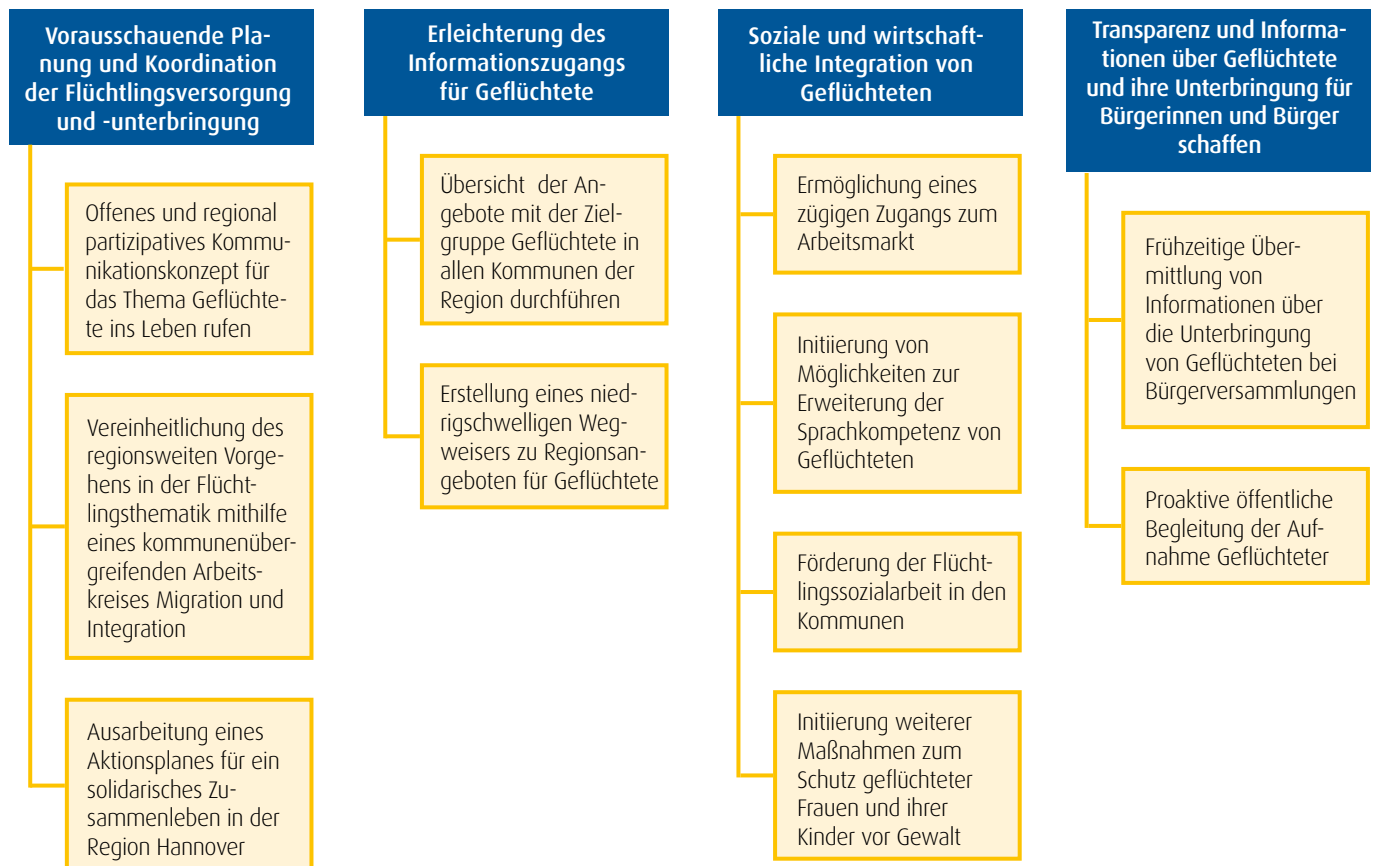 Vorausschauende Pla-
nung und Koordination
der Flüchtlingsversorgung
und -unterbringung
Offenes und regional
partizipatives Kommu-
nikationskonzept für
das Thema Geflüchte-
te ins Leben rufen
Vereinheitlichung des
regionsweiten Vorge-
hens in der Flücht-
lingsthematik mithilfe
eines kommunenüber-
greifenden Arbeits-
kreises Migration und
Integration
Ausarbeitung eines
Aktionsplanes für ein
solidarisches Zu-
sammenleben in der
Region Hannover
Erleichterung des
Informationszugangs
für Geflüchtete
Übersicht der An-
gebote mit der Ziel-
gruppe Geflüchtete in
allen Kommunen der
Region durchführen
Erstellung eines nied-
rigschwelligen Weg-
weisers zu Regionsan-
geboten für Geflüchtete
Soziale und wirtschaft-
liche Integration von
Geflüchteten
Ermöglichung eines
zügigen Zugangs zum
Arbeitsmarkt
Initiierung von
Möglichkeiten zur
Erweiterung der
Sprachkompetenz von
Geflüchteten
Förderung der Flücht-
lingssozialarbeit in den
Kommunen
Initiierung weiterer
Maßnahmen zum
Schutz geflüchteter
Frauen und ihrer
Kinder vor Gewalt
Transparenz und Informa-
tionen über Geflüchtete
und ihre Unterbringung für
Bürgerinnen und Bürger
schaffen
Frühzeitige Über-
mittlung von
Informationen über
die Unterbringung
von Geflüchteten bei
Bürgerversammlungen
Proaktive öffentliche
Begleitung der Auf-
nahme Geflüchteter